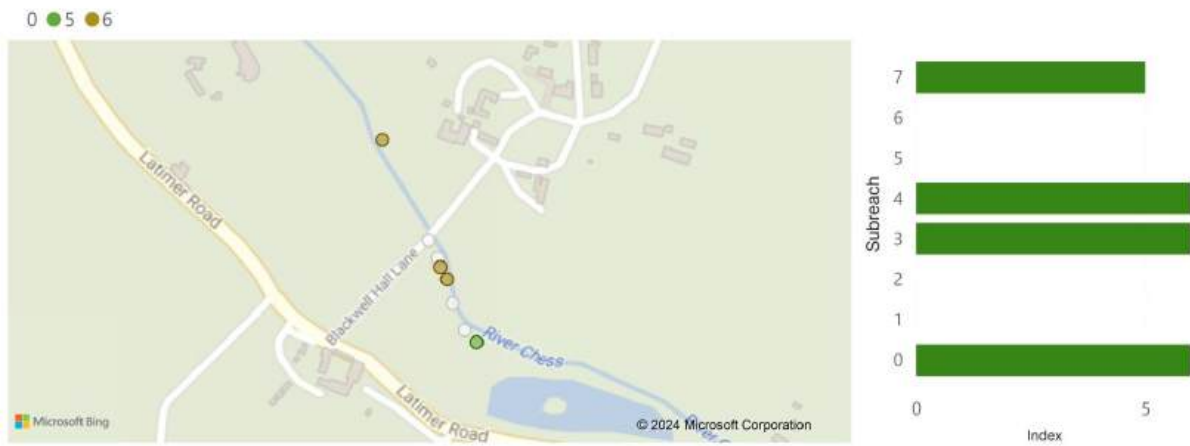 0 5 6
Latimer Road
Blackwell Hall Lane
River Chess
Latimer Road
River C
Microsoft Bing
© 2024 Microsoft Corporation
Subreach
7
6
5
4
3
2
1
0
0 5
Index